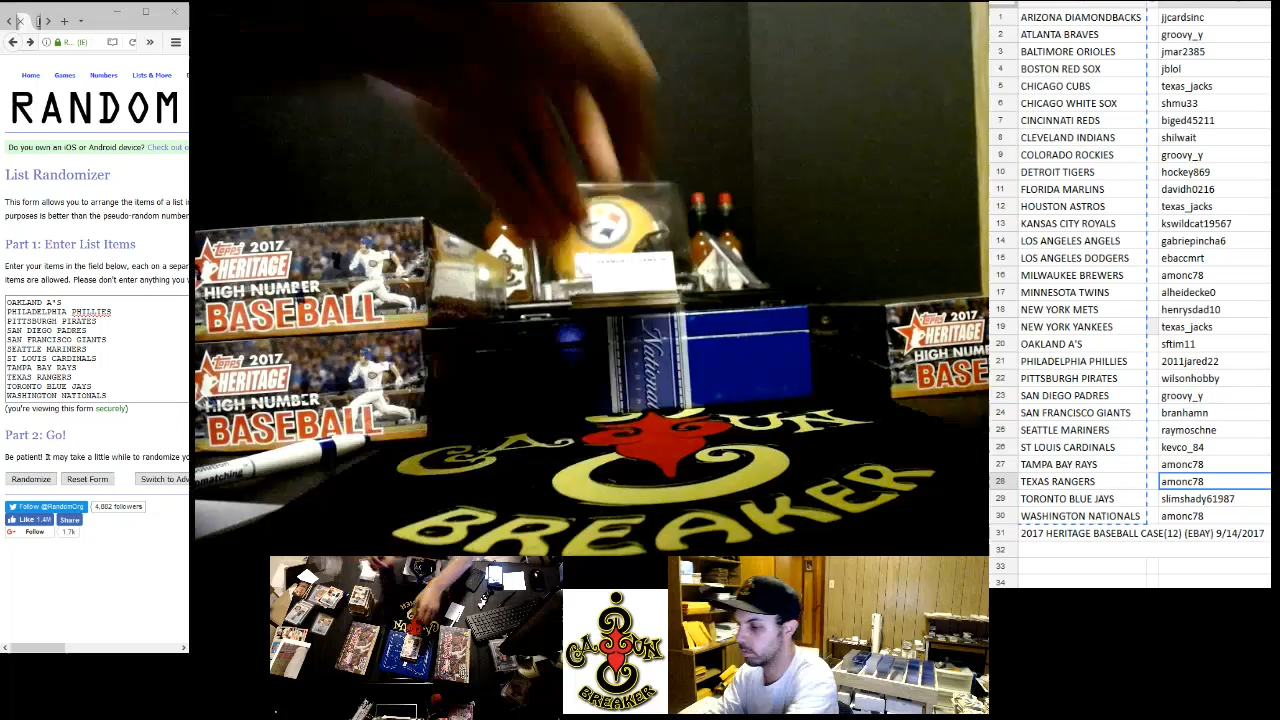 R... (IE)
Home Games Numbers Lists & More
RANDOM
Do you own an iOS or Android device? Check out o
List Randomizer
This form allows you to arrange the items of a list i
purposes is better than the pseudo-random number
Part 1: Enter List Items
Enter your items in the field below, each on a sepa
items are allowed. Please don't enter anything you
OAKLAND A'S
PHILADELPHIA PHILLIES
PITTSBURGH PIRATES
SAN DIEGO PADRES
SAN FRANCISCO GIANTS
SEATTLE MARINERS
ST LOUIS CARDINALS
TAMPA BAY RAYS
TEXAS RANGERS
TORONTO BLUE JAYS
WASHINGTON NATIONALS
(you're viewing this form securely)
Part 2: Go!
Be patient! It may take a little while to randomize yo
Randomize Reset Form Switch to Adv
Follow @RandomOrg 4,882 followers
Like 1.4M Share
G+ Follow 1.7k
Topps 2017
HERITAGE
HIGH NUMBER
BASEBALL
Topps 2017
HERITAGE
HIGH NUMBER
BASEBALL
Topps 2017
HERITAGE
HIGH NUMBE
BASEB
National
CAJUN
BREAKER
CAJUN
BREAKER
1 ARIZONA DIAMONDBACKS jjcardsinc
2 ATLANTA BRAVES groovy_y
3 BALTIMORE ORIOLES jmar2385
4 BOSTON RED SOX jblol
5 CHICAGO CUBS texas_jacks
6 CHICAGO WHITE SOX shmu33
7 CINCINNATI REDS biged45211
8 CLEVELAND INDIANS shilwait
9 COLORADO ROCKIES groovy_y
10 DETROIT TIGERS hockey869
11 FLORIDA MARLINS davidh0216
12 HOUSTON ASTROS texas_jacks
13 KANSAS CITY ROYALS kswildcat19567
14 LOS ANGELES ANGELS gabriepincha6
15 LOS ANGELES DODGERS ebaccmrt
16 MILWAUKEE BREWERS amonc78
17 MINNESOTA TWINS alheidecke0
18 NEW YORK METS henrysdad10
19 NEW YORK YANKEES texas_jacks
20 OAKLAND A'S sftim11
21 PHILADELPHIA PHILLIES 2011jared22
22 PITTSBURGH PIRATES wilsonhobby
23 SAN DIEGO PADRES groovy_y
24 SAN FRANCISCO GIANTS branhamn
25 SEATTLE MARINERS raymoschne
26 ST LOUIS CARDINALS kevco_84
27 TAMPA BAY RAYS amonc78
28 TEXAS RANGERS amonc78
29 TORONTO BLUE JAYS slimshady61987
30 WASHINGTON NATIONALS amonc78
31 2017 HERITAGE BASEBALL CASE(12) (EBAY) 9/14/2017
32
33
34